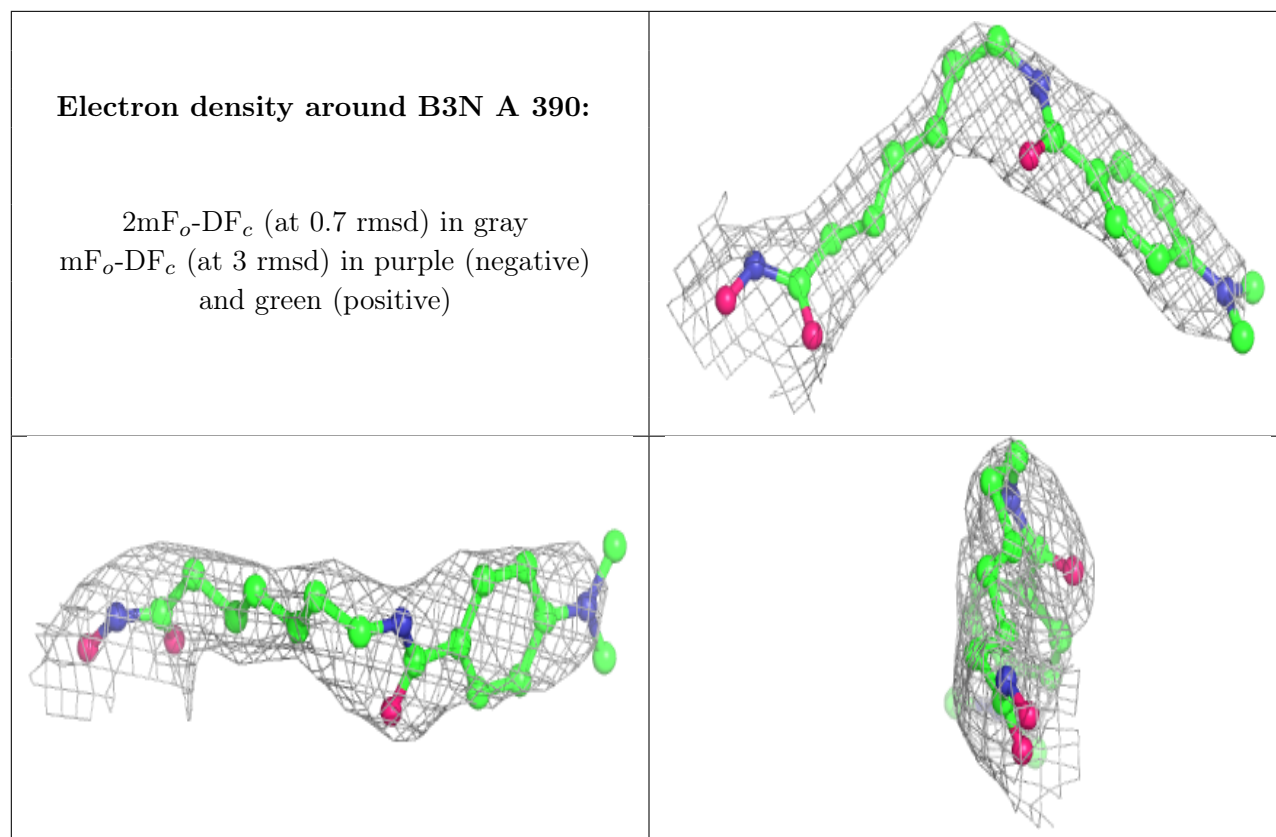 Electron density around B3N A 390:
2mFo-DFc (at 0.7 rmsd) in gray
mFo-DFc (at 3 rmsd) in purple (negative)
and green (positive)